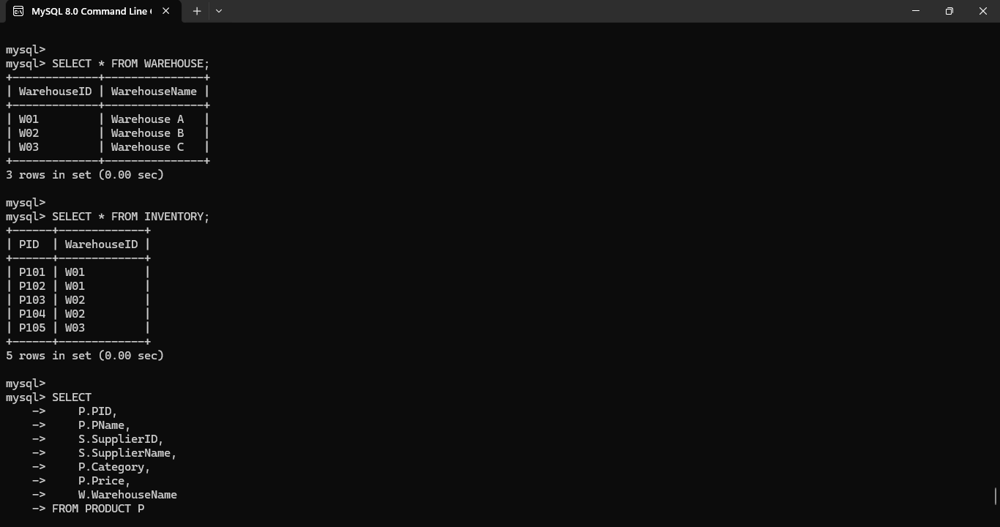 MySQL 8.0 Command Line
mysql>
mysql> SELECT * FROM WAREHOUSE;
+-------------+---------------+
| WarehouseID | WarehouseName |
+-------------+---------------+
| W01         | Warehouse A   |
| W02         | Warehouse B   |
| W03         | Warehouse C   |
+-------------+---------------+
3 rows in set (0.00 sec)
mysql>
mysql> SELECT * FROM INVENTORY;
+------+-------------+
| PID  | WarehouseID |
+------+-------------+
| P101 | W01         |
| P102 | W01         |
| P103 | W02         |
| P104 | W02         |
| P105 | W03         |
+------+-------------+
5 rows in set (0.00 sec)
mysql>
mysql> SELECT
    ->     P.PID,
    ->     P.PName,
    ->     S.SupplierID,
    ->     S.SupplierName,
    ->     P.Category,
    ->     P.Price,
    ->     W.WarehouseName
    -> FROM PRODUCT P